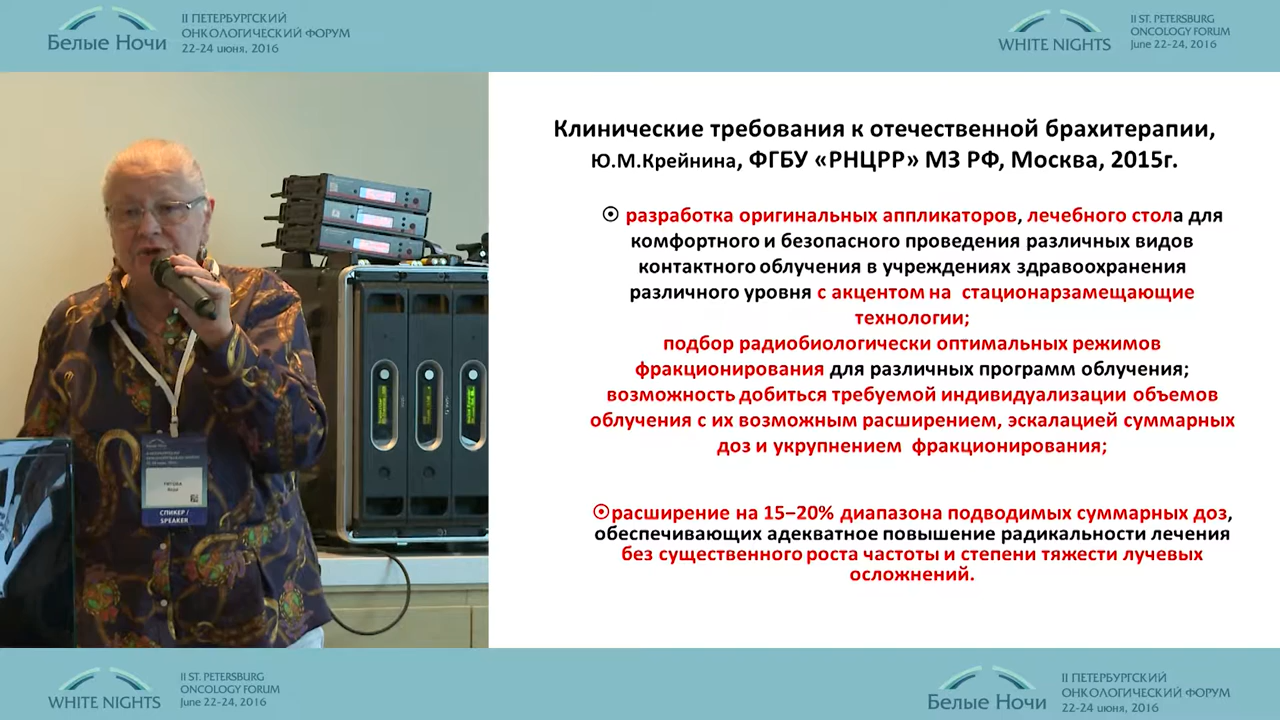 II ПЕТЕРБУРГСКИЙ
ОНКОЛОГИЧЕСКИЙ ФОРУМ
Белые Ночи
22-24 июня, 2016
II ST. PETERSBURG
ONCOLOGY FORUM
WHITE NIGHTS
June 22-24, 2016
Клинические требования к отечественной брахитерапии,
Ю.М.Крейнина, ФГБУ «РНЦРР» МЗ РФ, Москва, 2015г.
разработка оригинальных аппликаторов, лечебного стола для
комфортного и безопасного проведения различных видов
контактного облучения в учреждениях здравоохранения
различного уровня с акцентом на стационарзамещающие
технологии;
подбор радиобиологически оптимальных режимов
фракционирования для различных программ облучения;
возможность добиться требуемой индивидуализации объемов
облучения с их возможным расширением, эскалацией суммарных
доз и укрупнением фракционирования;
расширение на 15–20% диапазона подводимых суммарных доз,
обеспечивающих адекватное повышение радикальности лечения
без существенного роста частоты и степени тяжести лучевых
осложнений.
СПИКЕР /
SPEAKER
II ST. PETERSBURG
ONCOLOGY FORUM
WHITE NIGHTS
June 22-24, 2016
II ПЕТЕРБУРГСКИЙ
ОНКОЛОГИЧЕСКИЙ ФОРУМ
Белые Ночи
22-24 июня, 2016